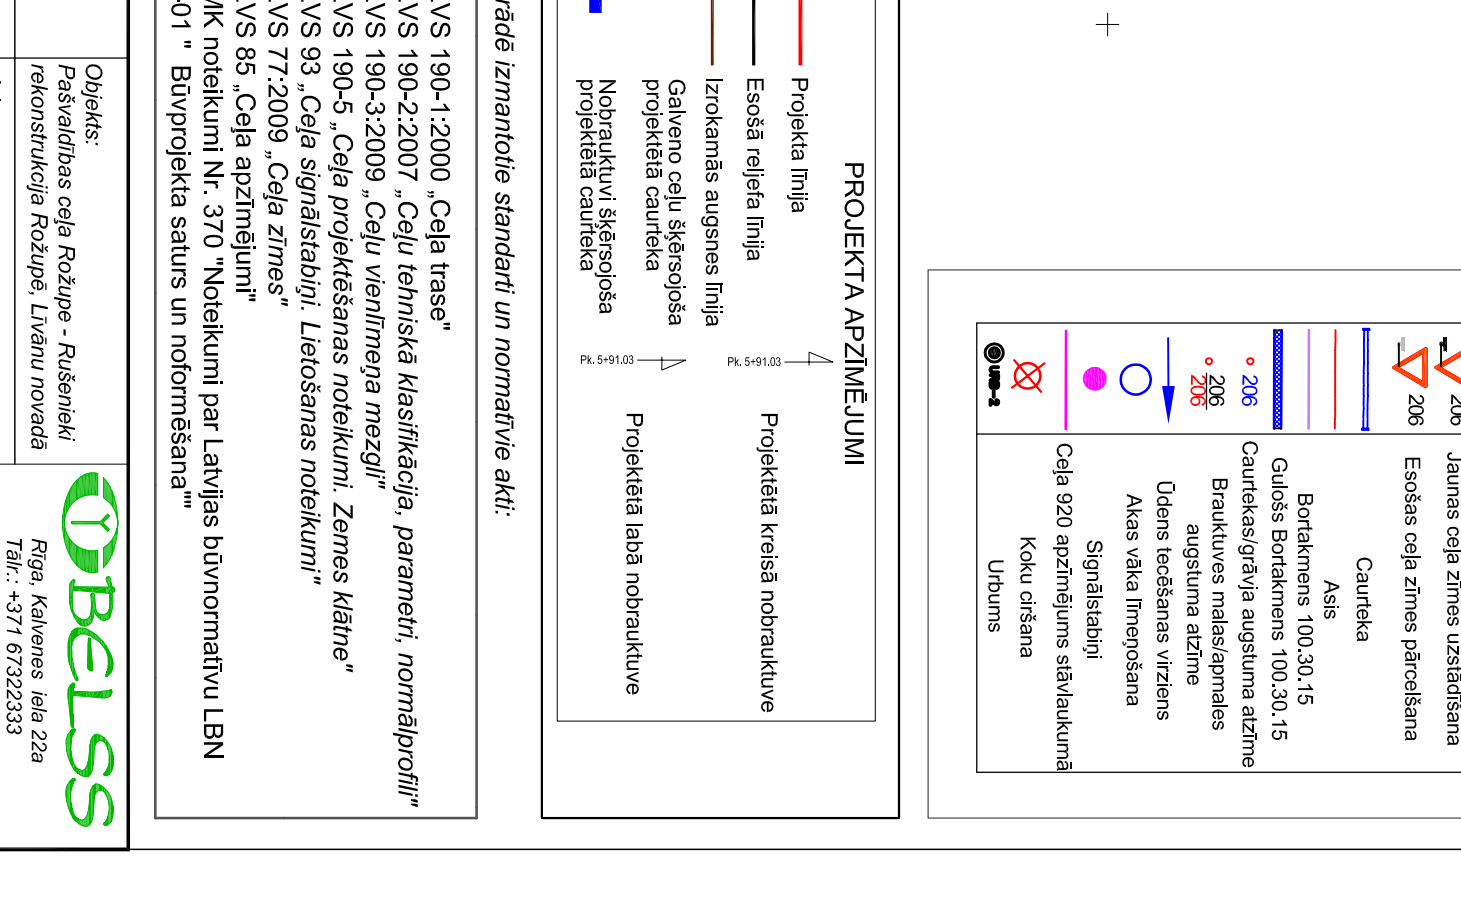 206
Jaunas ceļa zīmes uzstādīšana
206
Esošas ceļa zīmes pārcelšana
Caurteka
Asis
Bortakmens 100.30.15
Gulošs Bortakmens 100.30.15
206
Caurtekas/grāvja augstuma atzīme
206
206
Brauktuves malas/apmales
augstuma atzīme
Ūdens tecēšanas virziens
Akas vāka līmeņošana
Signālstabiņi
Ceļa 920 apzīmējums stāvlaukumā
Koku ciršana
URB-2
Urbums
PROJEKTA APZĪMĒJUMI
Projekta līnija
Esošā reljefa līnija
Izrokamās augsnes līnija
Galveno ceļu šķērsojoša
projektētā caurteka
Nobrauktuvi šķērsojoša
projektētā caurteka
Pk. 5+91.03
Projektētā kreisā nobrauktuve
Pk. 5+91.03
Projektētā labā nobrauktuve
rādē izmantotie standarti un normatīvie akti:
VS 190-1:2000 „Ceļa trase"
VS 190-2:2007 „Ceļu tehniskā klasifikācija, parametri, normālprofili"
VS 190-3:2009 „Ceļu vienlīmeņa mezgli"
VS 190-5 „Ceļa projektēšanas noteikumi. Zemes klātne"
VS 93 „Ceļa signālstabiņi. Lietošanas noteikumi"
VS 77:2009 „Ceļa zīmes"
VS 85 „Ceļa apzīmējumi"
MK noteikumi Nr. 370 "Noteikumi par Latvijas būvnormatīvu LBN
-01 " Būvprojekta saturs un noformēšana""
Objekts:
Pašvaldības ceļa Rožupe - Rušenieki
rekonstrukcija Rožupē, Līvānu novadā
BELSS
Rīga, Kalvenes iela 22a
Tālr.: +371 67322333